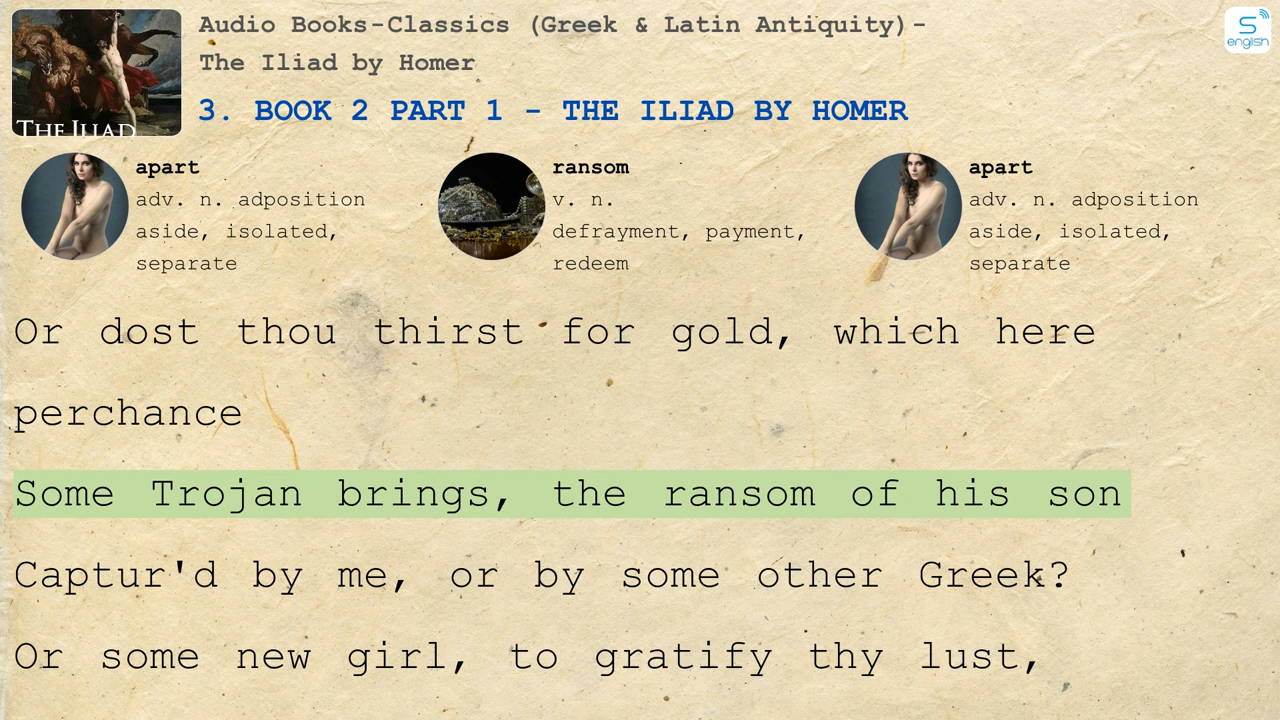 Audio Books-Classics (Greek & Latin Antiquity)-
The Iliad by Homer
3. BOOK 2 PART 1 - THE ILIAD BY HOMER
THE ILIAD
S
english
apart
adv. n. adposition
aside, isolated,
separate
ransom
v. n.
defrayment, payment,
redeem
apart
adv. n. adposition
aside, isolated,
separate
Or dost thou thirst for gold, which here
perchance
Some Trojan brings, the ransom of his son
Captur'd by me, or by some other Greek?
Or some new girl, to gratify thy lust,